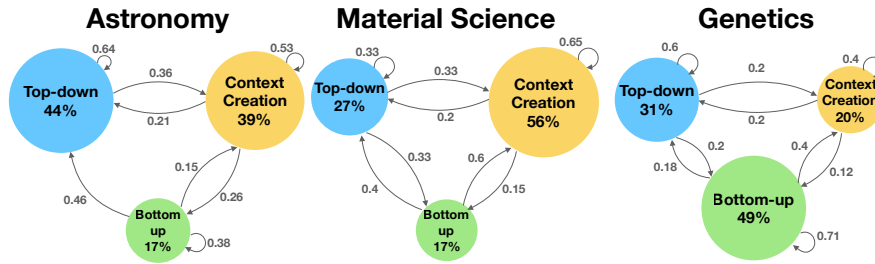 Astronomy
0.64
0.53
Top-down
44%
0.36
0.21
Context
Creation
39%
0.46
0.15
0.26
Bottom
up
17%
0.38
Material Science
0.33
0.65
Top-down
27%
0.33
0.2
Context
Creation
56%
0.33
0.4
0.6
0.15
Bottom
up
17%
Genetics
0.6
0.4
Top-down
31%
0.2
0.2
Context
Creation
20%
0.2
0.18
0.4
0.12
Bottom-up
49%
0.71